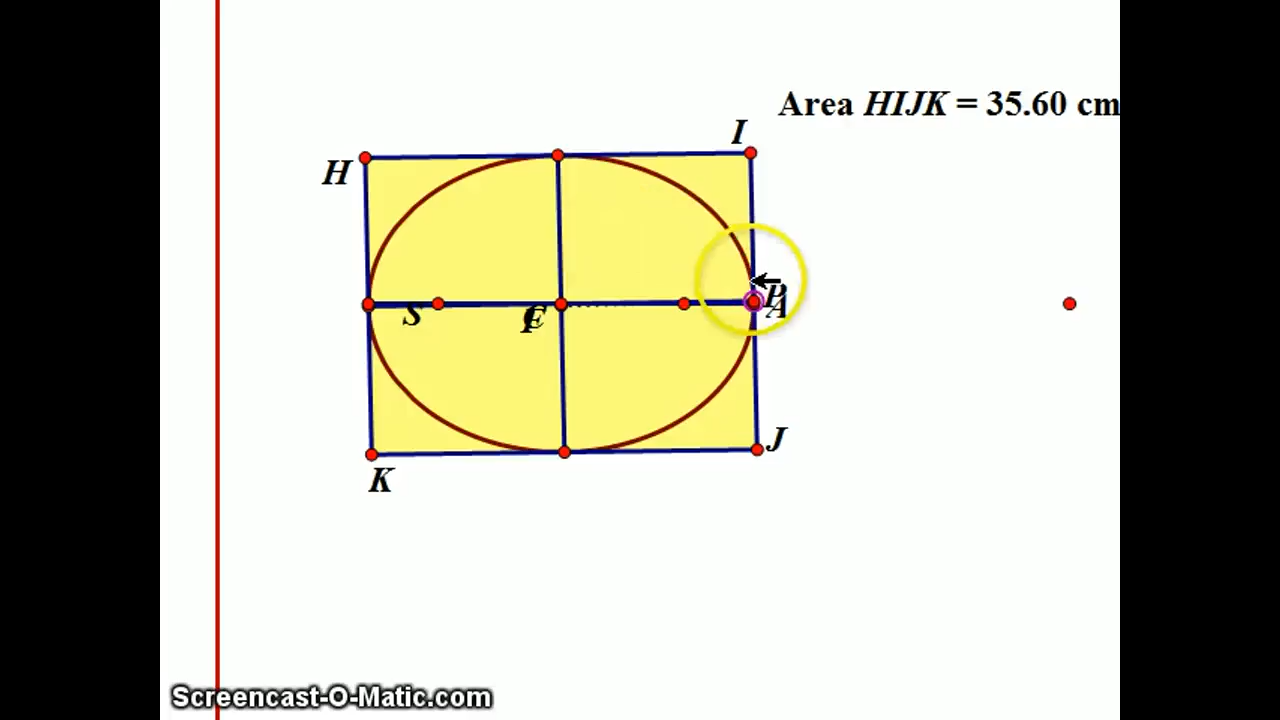 Area HIJK = 35.60 cm
I
H
P
S
A
J
K
Screencast-O-Matic.com